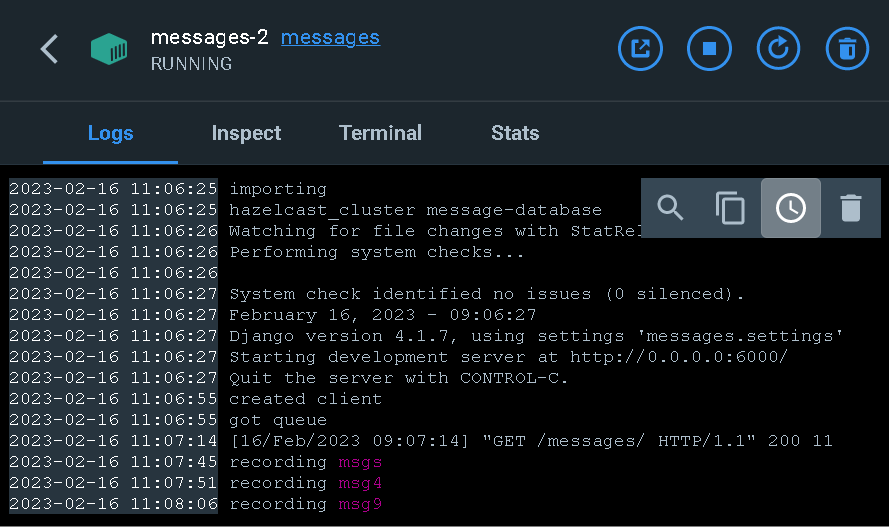 messages-2 messages
RUNNING
Logs Inspect Terminal Stats
2023-02-16 11:06:25 importing
2023-02-16 11:06:25 hazelcast_cluster message-database
2023-02-16 11:06:26 Watching for file changes with StatRel
2023-02-16 11:06:26 Performing system checks...
2023-02-16 11:06:26
2023-02-16 11:06:27 System check identified no issues (0 silenced).
2023-02-16 11:06:27 February 16, 2023 - 09:06:27
2023-02-16 11:06:27 Django version 4.1.7, using settings 'messages.settings'
2023-02-16 11:06:27 Starting development server at http://0.0.0.0:6000/
2023-02-16 11:06:27 Quit the server with CONTROL-C.
2023-02-16 11:06:55 created client
2023-02-16 11:06:55 got queue
2023-02-16 11:07:14 [16/Feb/2023 09:07:14] "GET /messages/ HTTP/1.1" 200 11
2023-02-16 11:07:45 recording msgs
2023-02-16 11:07:51 recording msg4
2023-02-16 11:08:06 recording msg9